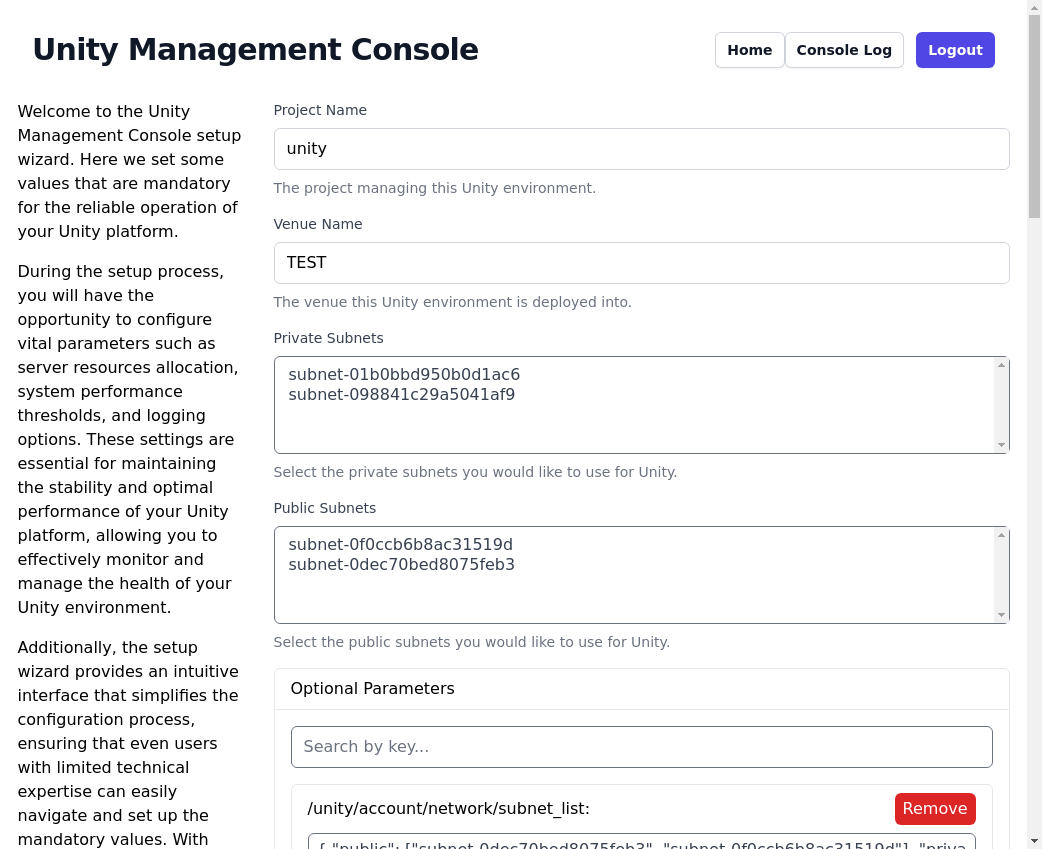 Unity Management Console
Home
Console Log
Logout
Welcome to the Unity
Management Console setup
wizard. Here we set some
values that are mandatory
for the reliable operation of
your Unity platform.
During the setup process,
you will have the
opportunity to configure
vital parameters such as
server resources allocation,
system performance
thresholds, and logging
options. These settings are
essential for maintaining
the stability and optimal
performance of your Unity
platform, allowing you to
effectively monitor and
manage the health of your
Unity environment.
Additionally, the setup
wizard provides an intuitive
interface that simplifies the
configuration process,
ensuring that even users
with limited technical
expertise can easily
navigate and set up the
mandatory values. With
Project Name
unity
The project managing this Unity environment.
Venue Name
TEST
The venue this Unity environment is deployed into.
Private Subnets
subnet-01b0bbd950b0d1ac6
subnet-098841c29a5041af9
Select the private subnets you would like to use for Unity.
Public Subnets
subnet-0f0ccb6b8ac31519d
subnet-0dec70bed8075feb3
Select the public subnets you would like to use for Unity.
Optional Parameters
Search by key...
/unity/account/network/subnet_list:
Remove
{ "public": ["subnet-0dec70bed8075feb3", "subnet-0f0ccb6b8ac31519d"], "priva